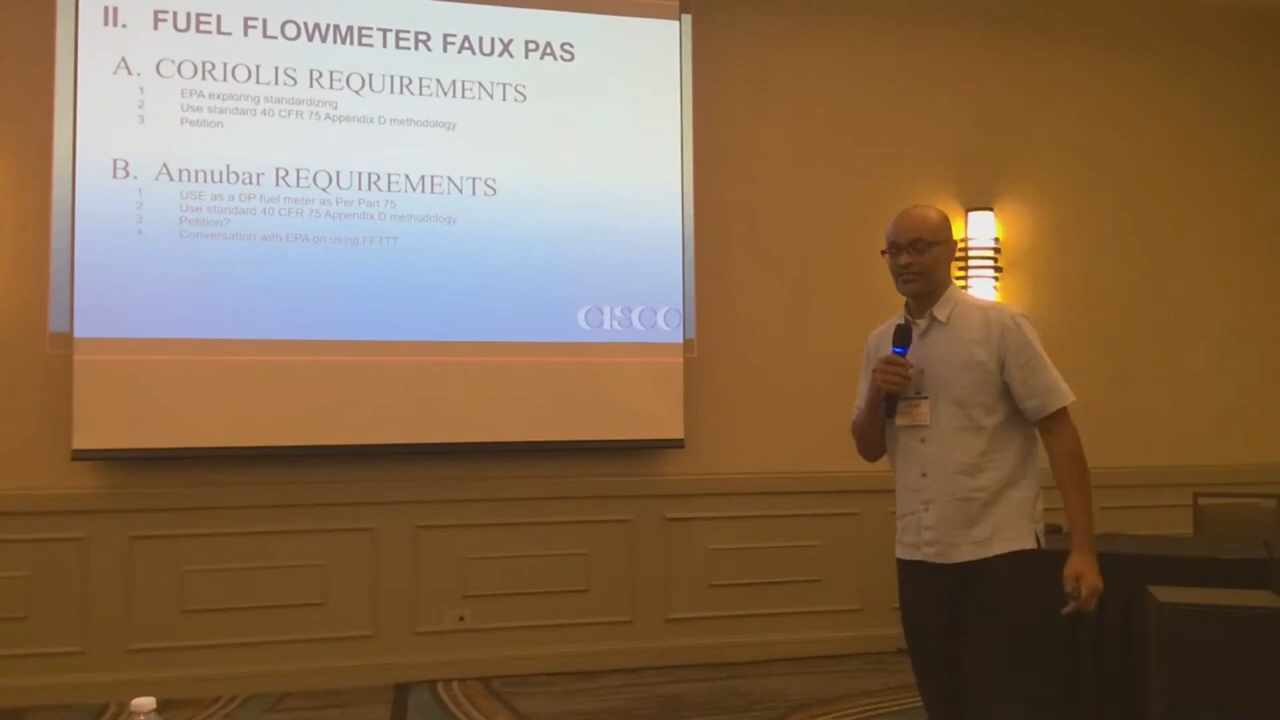 II. FUEL FLOWMETER FAUX PAS
A. CORIOLIS REQUIREMENTS
1 EPA exploring standardizing
2 Use standard 40 CFR 75 Appendix D methodology
3 Petition
B. Annubar REQUIREMENTS
1 USE as a DP fuel meter as Per Part 75
2 Use standard 40 CFR 75 Appendix D methodology
3 Petition?
4 Conversation with EPA on using FFTTT
CISCO